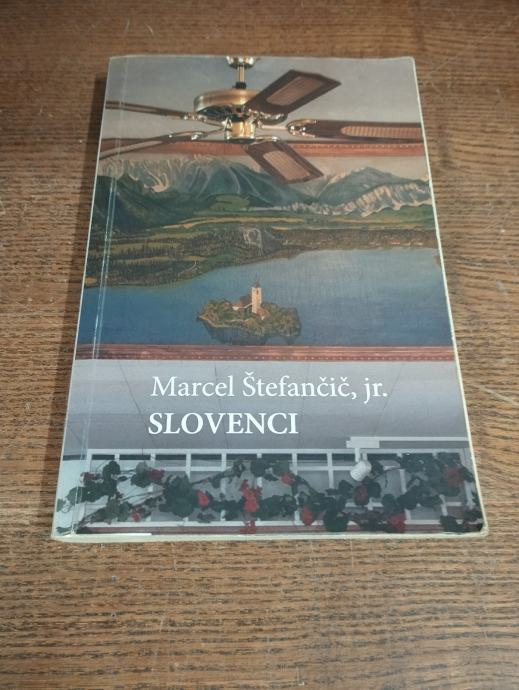 Marcel Štefančič, jr.
SLOVENCI